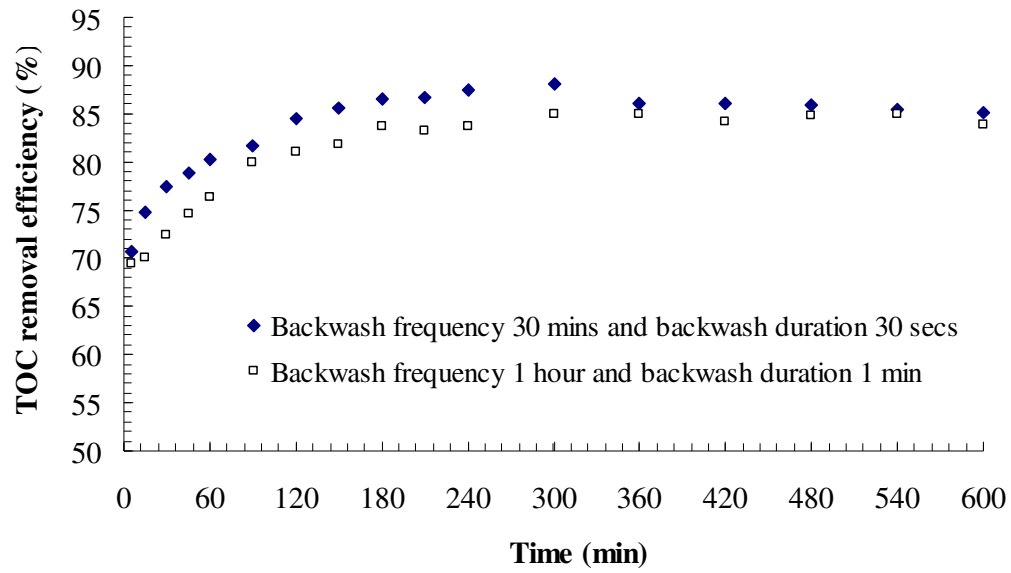 TOC removal efficiency (%)
95
90
85
80
75
70
65
60
55
50
Backwash frequency 30 mins and backwash duration 30 secs
Backwash frequency 1 hour and backwash duration 1 min
0 60 120 180 240 300 360 420 480 540 600
Time (min)